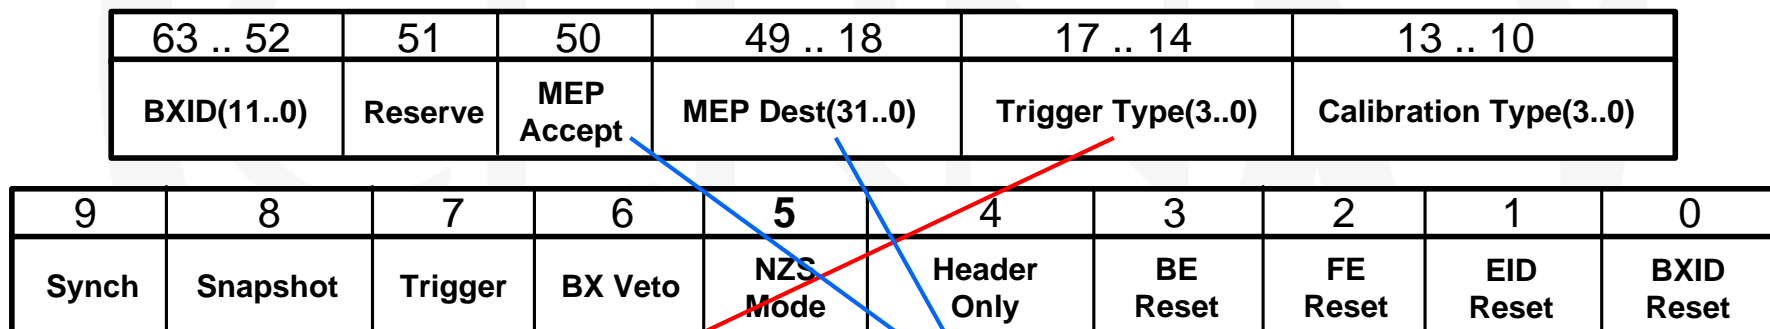 63 .. 52 51 50 49 .. 18 17 .. 14 13 .. 10
BXID(11..0) Reserve MEP Accept MEP Dest(31..0) Trigger Type(3..0) Calibration Type(3..0)
9 8 7 6 5 4 3 2 1 0
Synch Snapshot Trigger BX Veto NZS Mode Header Only BE Reset FE Reset EID Reset BXID Reset